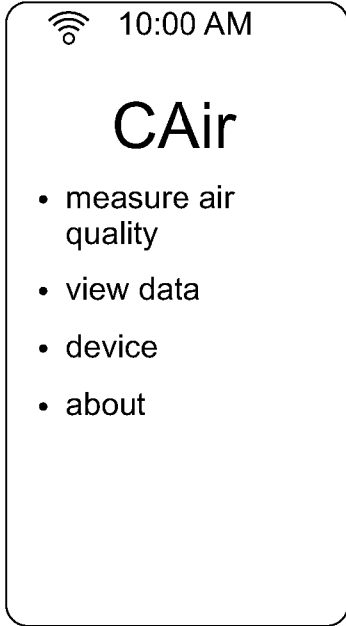 10:00 AM
CAir
• measure air
quality
• view data
• device
• about